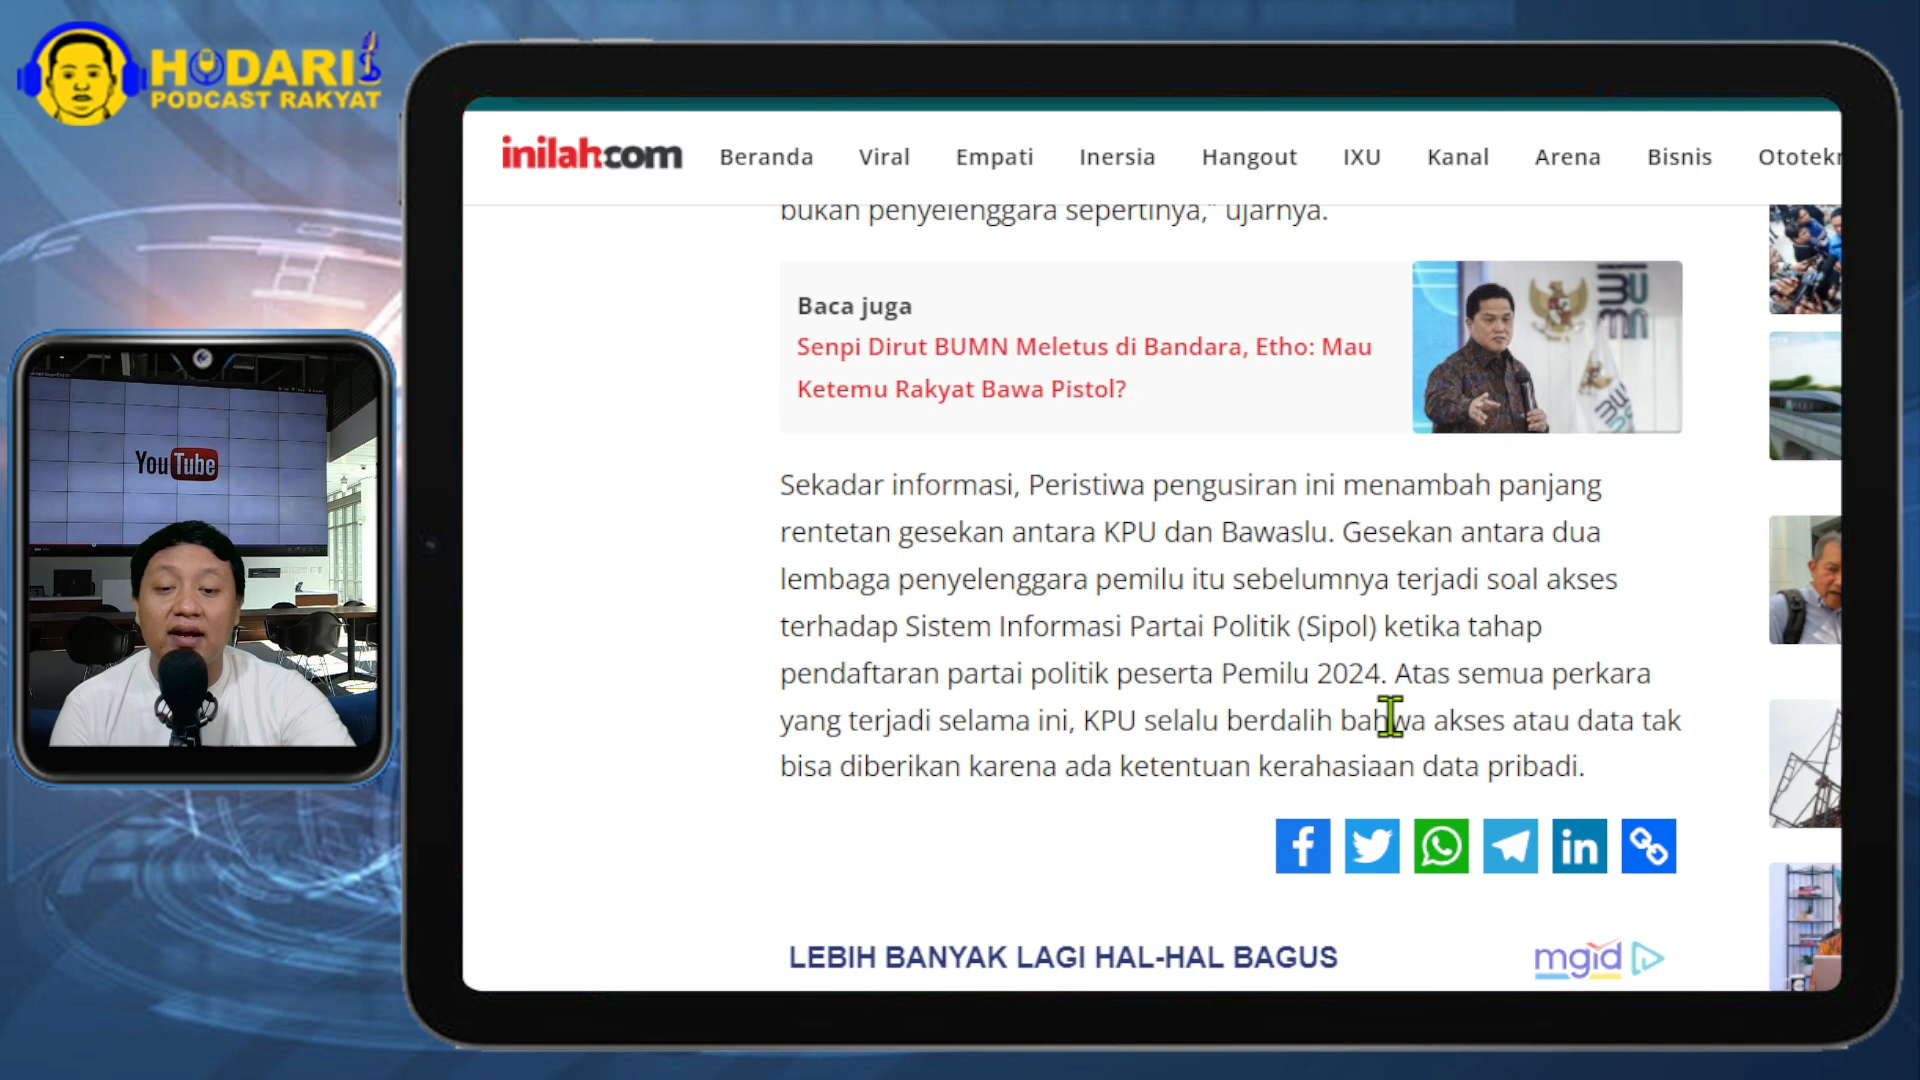 HODARI
PODCAST RAKYAT
inilah.com
Beranda Viral Empati Inersia Hangout IXU Kanal Arena Bisnis
bukan penyelenggara sepertinya," ujarnya.
Baca juga
Senpi Dirut BUMN Meletus di Bandara, Etho: Mau
Ketemu Rakyat Bawa Pistol?
Sekadar informasi, Peristiwa pengusiran ini menambah panjang
rentetan gesekan antara KPU dan Bawaslu. Gesekan antara dua
lembaga penyelenggara pemilu itu sebelumnya terjadi soal akses
terhadap Sistem Informasi Partai Politik (Sipol) ketika tahap
pendaftaran partai politik peserta Pemilu 2024. Atas semua perkara
yang terjadi selama ini, KPU selalu berdalih bahwa akses atau data tak
bisa diberikan karena ada ketentuan kerahasiaan data pribadi.
LEBIH BANYAK LAGI HAL-HAL BAGUS
mgid
YouTube